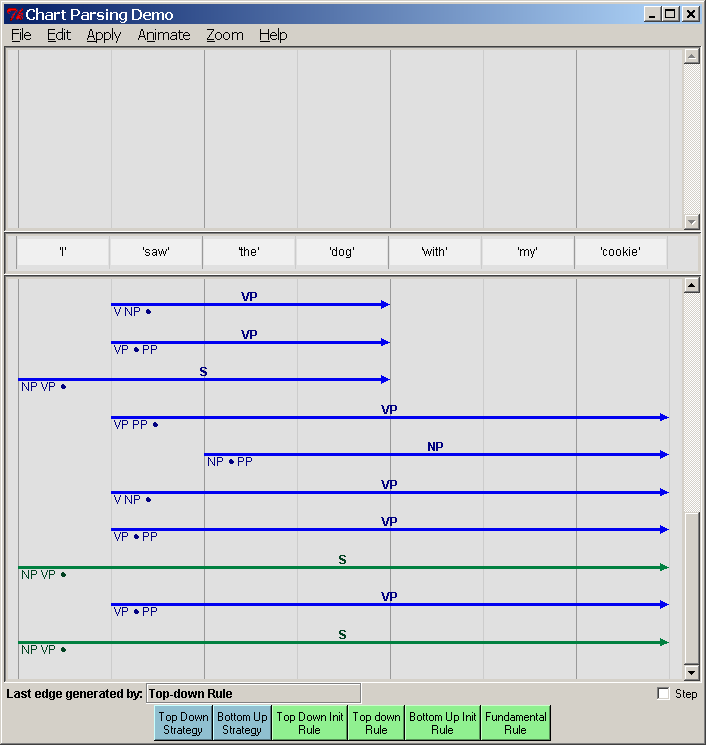 Chart Parsing Demo
File Edit Apply Animate Zoom Help
'I' 'saw' 'the' 'dog' 'with' 'my' 'cookie'
VP
V NP •
VP
VP • PP
S
NP VP •
VP
VP PP •
NP
NP • PP
VP
V NP •
VP
VP • PP
S
NP VP •
VP
VP • PP
S
NP VP •
Last edge generated by: Top-down Rule Step
Top Down Bottom Up Top Down Init Top down Bottom Up Init Fundamental
Strategy Strategy Rule Rule Rule Rule